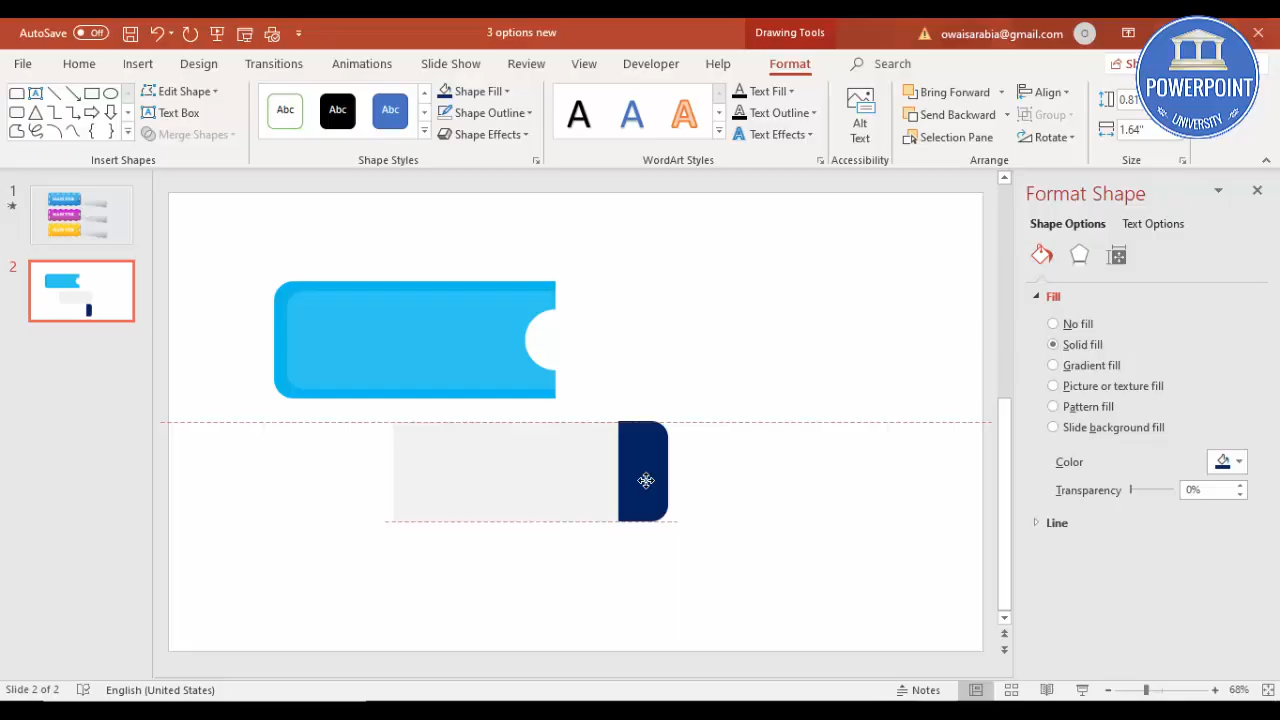 AutoSave Off
3 options new
Drawing Tools
owaisarabia@gmail.com
O
File Home Insert Design Transitions Animations Slide Show Review View Developer Help Format Search
Edit Shape
Text Box
Merge Shapes
Insert Shapes
Abc Abc Abc
Shape Fill
Shape Outline
Shape Effects
Shape Styles
A A A
Text Fill
Text Outline
Text Effects
WordArt Styles
Alt
Text
Accessibility
Bring Forward
Send Backward
Selection Pane
Align
Group
Rotate
Arrange
0.81
1.64"
Size
POWERPOINT
UNIVERSITY
1
2
Format Shape
Shape Options Text Options
Fill
No fill
Solid fill
Gradient fill
Picture or texture fill
Pattern fill
Slide background fill
Color
Transparency 0%
Line
Slide 2 of 2 English (United States) Notes 68%